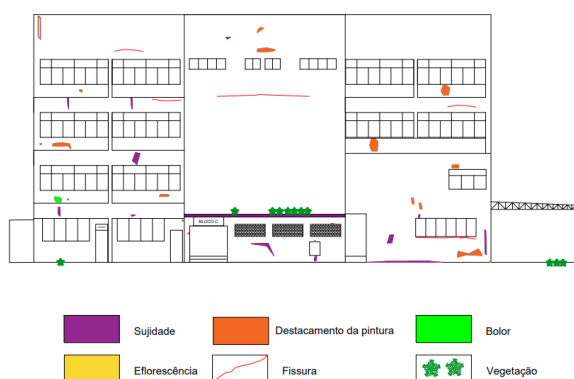 BLOCO C
Sujidade
Destacamento da pintura
Bolor
Eflorescência
Fissura
Vegetação